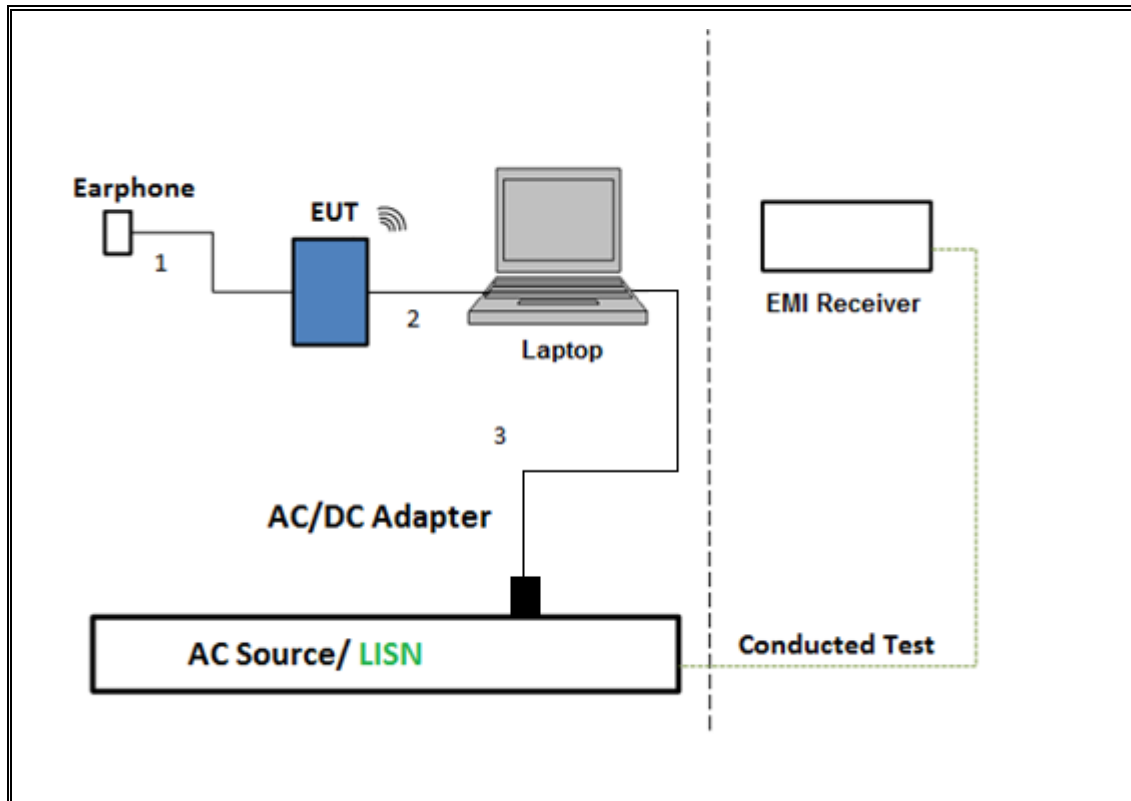 Earphone
EUT
1
2
Laptop
EMI Receiver
3
AC/DC Adapter
AC Source/ LISN
Conducted Test